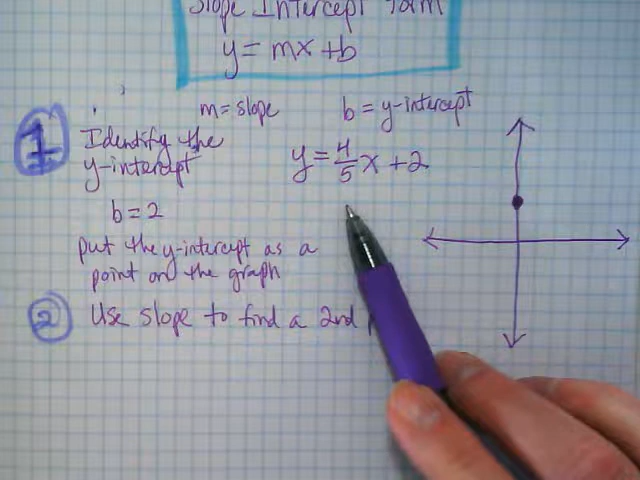 Slope Intercept Form
y = mx + b
m = slope
b = y-intercept
1
Identify the
y-intercept
y = 4/5 x + 2
b = 2
put the y-intercept as a
point on the graph
2
Use slope to find a 2nd